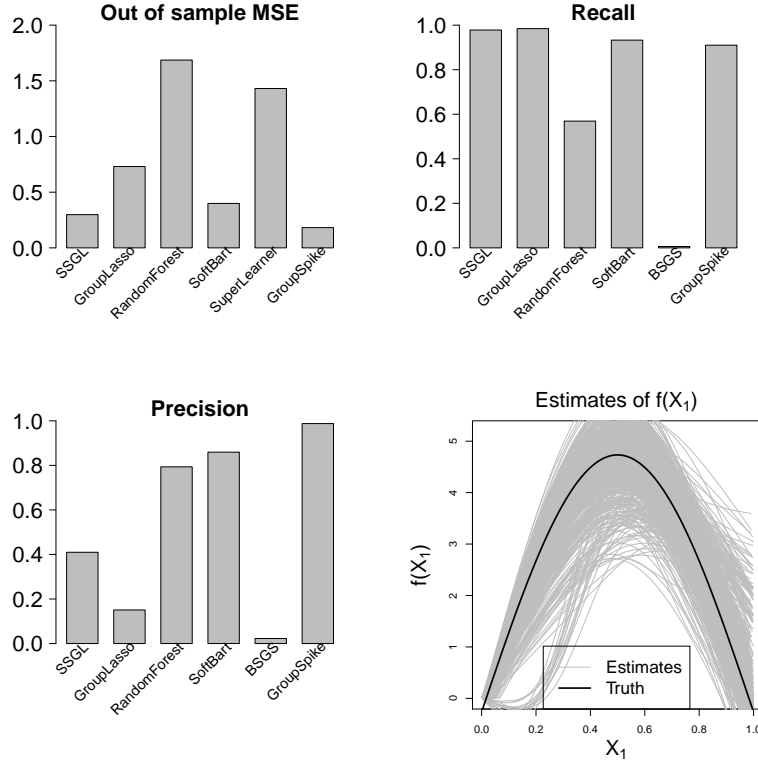 Out of sample MSE
2.0
1.5
1.0
0.5
0.0
SSGL
GroupLasso
RandomForest
SoftBart
SuperLearner
GroupSpike
Recall
1.0
0.8
0.6
0.4
0.2
0.0
SSGL
GroupLasso
RandomForest
SoftBart
BSGS
GroupSpike
Precision
1.0
0.8
0.6
0.4
0.2
0.0
SSGL
GroupLasso
RandomForest
SoftBart
BSGS
GroupSpike
Estimates of f(X₁)
f(X₁)
5
4
3
2
1
0
Estimates
Truth
0.0 0.2 0.4 0.6 0.8 1.0
X₁